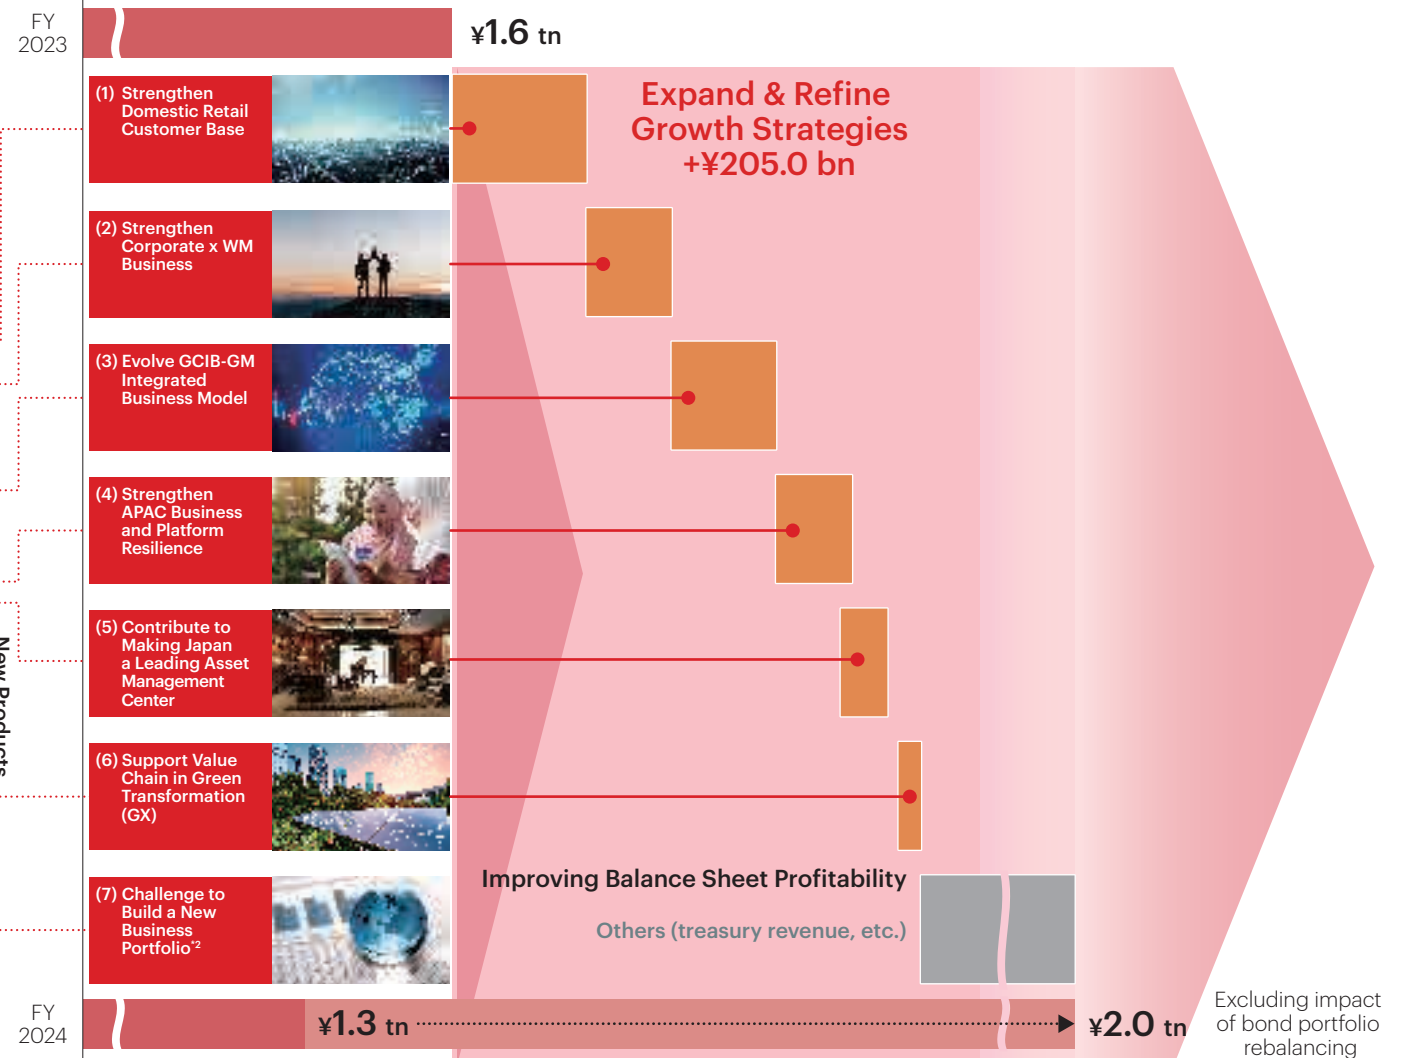 FY
2023
¥1.6 tn
(1) Strengthen
Domestic Retail
Customer Base
Expand & Refine
Growth Strategies
+¥205.0 bn
(2) Strengthen
Corporate x WM
Business
(3) Evolve GCIB-GM
Integrated
Business Model
(4) Strengthen
APAC Business
and Platform
Resilience
(5) Contribute to
Making Japan
a Leading Asset
Management
Center
New Products
(6) Support Value
Chain in Green
Transformation
(GX)
(7) Challenge to
Build a New
Business
Portfolio*2
Improving Balance Sheet Profitability
Others (treasury revenue, etc.)
FY
2024
¥1.3 tn
¥2.0 tn
Excluding impact
of bond portfolio
rebalancing